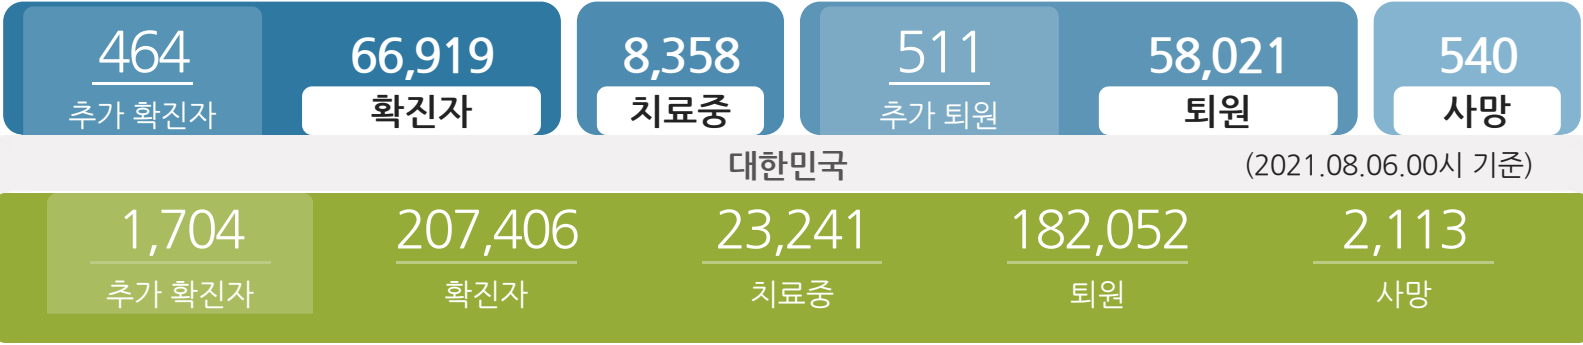 464 66,919 8,358 511 58,021 540
추가 확진자 확진자 치료중 추가 퇴원 퇴원 사망
대한민국 (2021.08.06.00시 기준)
1,704 207,406 23,241 182,052 2,113
추가 확진자 확진자 치료중 퇴원 사망